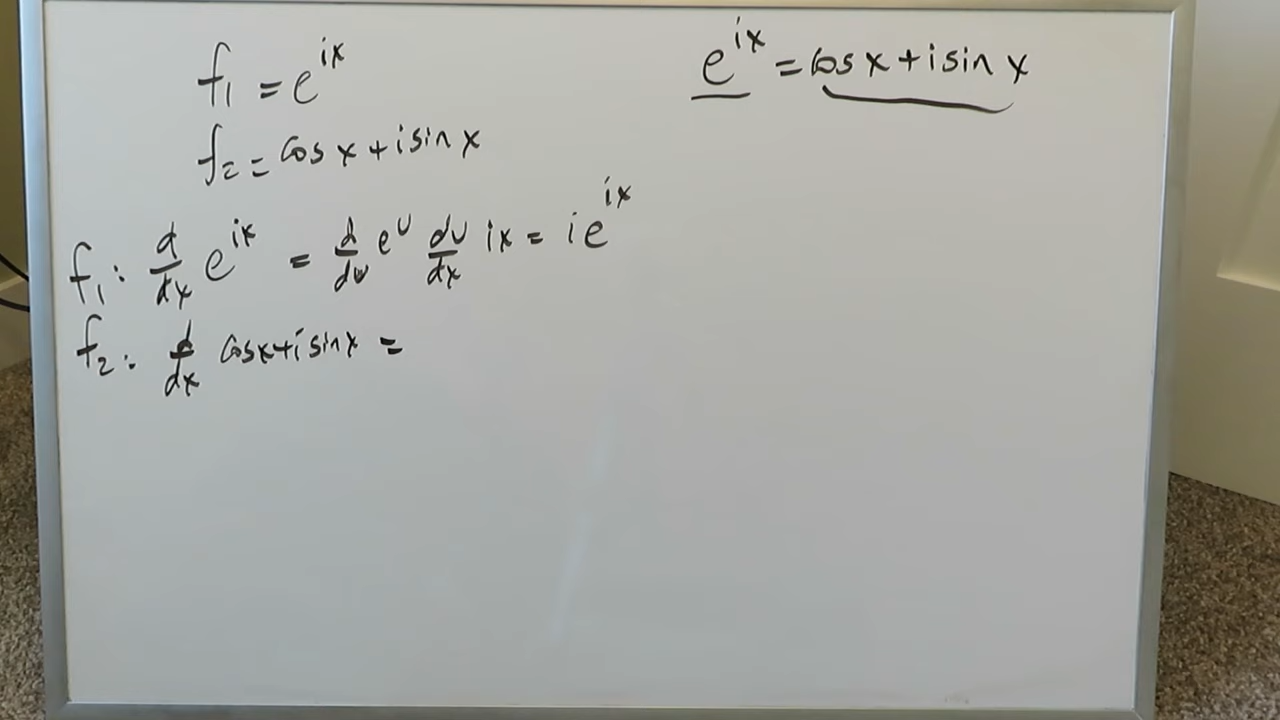 f₁ = e^{ix}
e^{ix} = cos x + i sin x
f₂ = cos x + i sin x
f₁: d/dx e^{ix} = d/du e^u du/dx ix = i e^{ix}
f₂: d/dx cos x + i sin x =